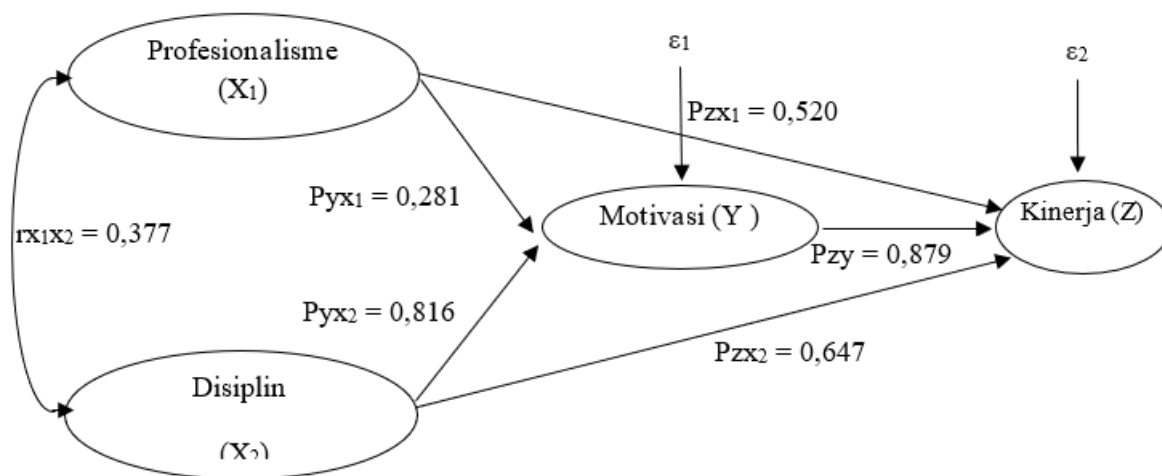 Profesionalisme
(X₁)
ε₁
ε₂
Pzx₁ = 0,520
Pyx₁ = 0,281
Motivasi (Y )
Kinerja (Z)
rx₁x₂ = 0,377
Pzy = 0,879
Pyx₂ = 0,816
Pzx₂ = 0,647
Disiplin
(X₂)